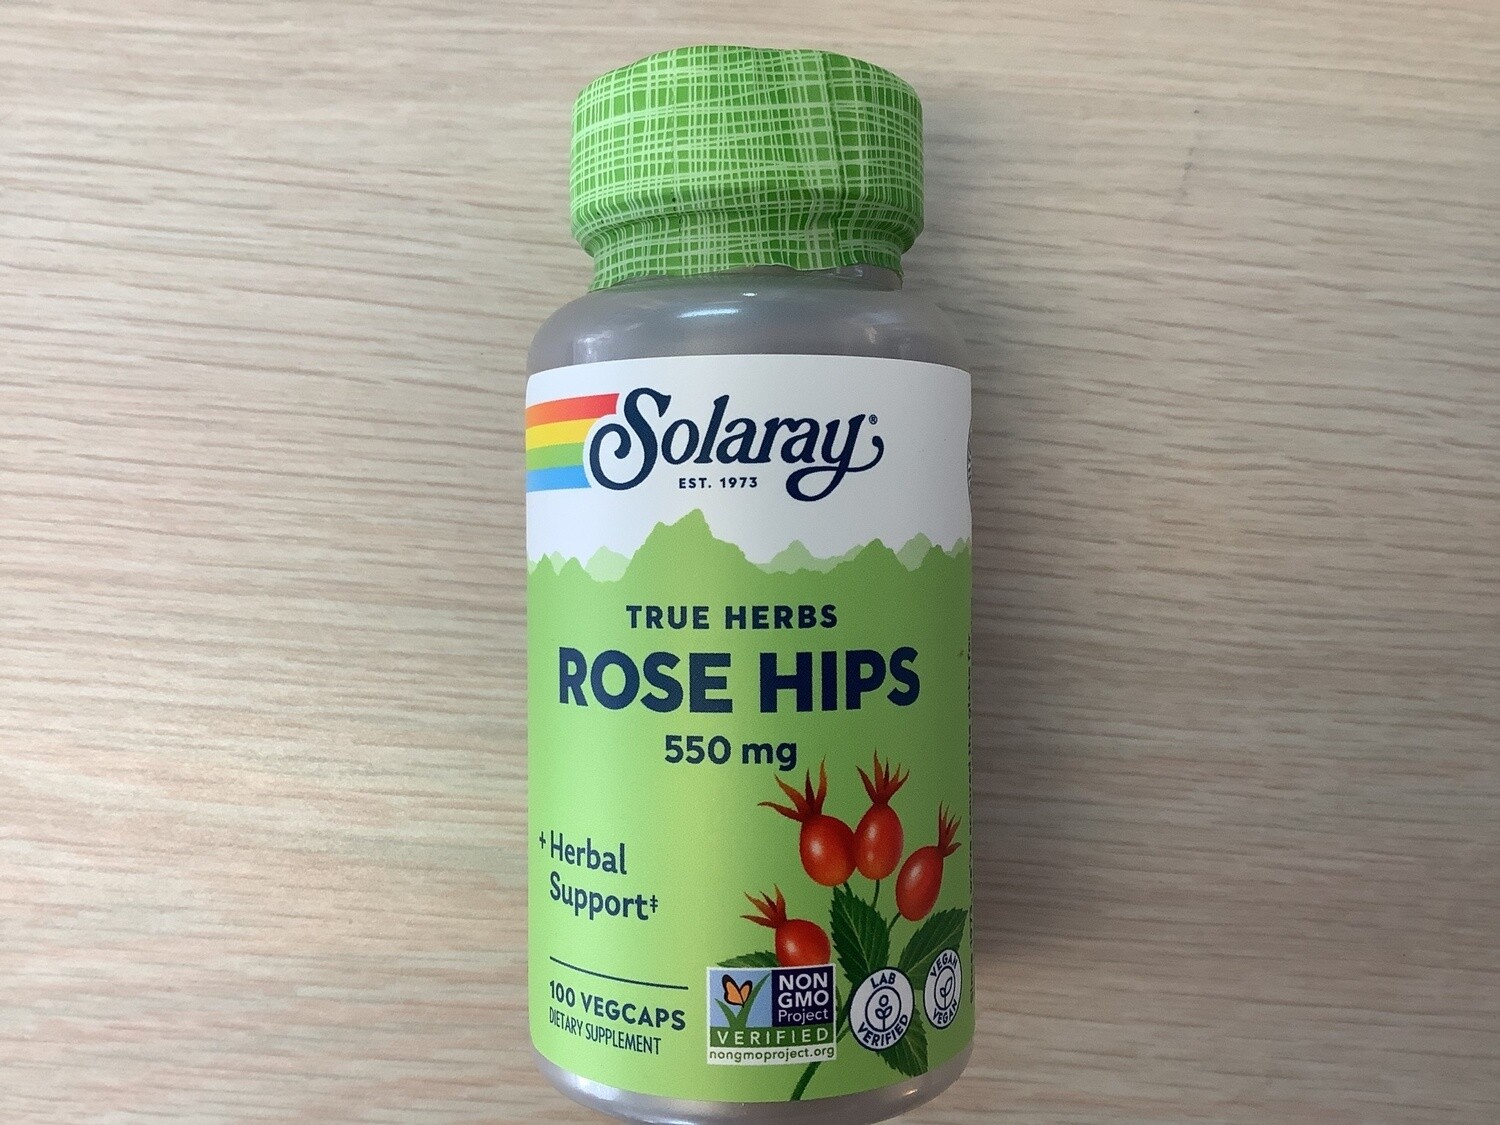 Solaray®
EST. 1973
TRUE HERBS
ROSE HIPS
550 mg
+ Herbal
Support‡
100 VEGCAPS
DIETARY SUPPLEMENT
NON
GMO
Project
VERIFIED
nongmoproject.org
LAB
VERIFIED
VEGAN
VEGAN